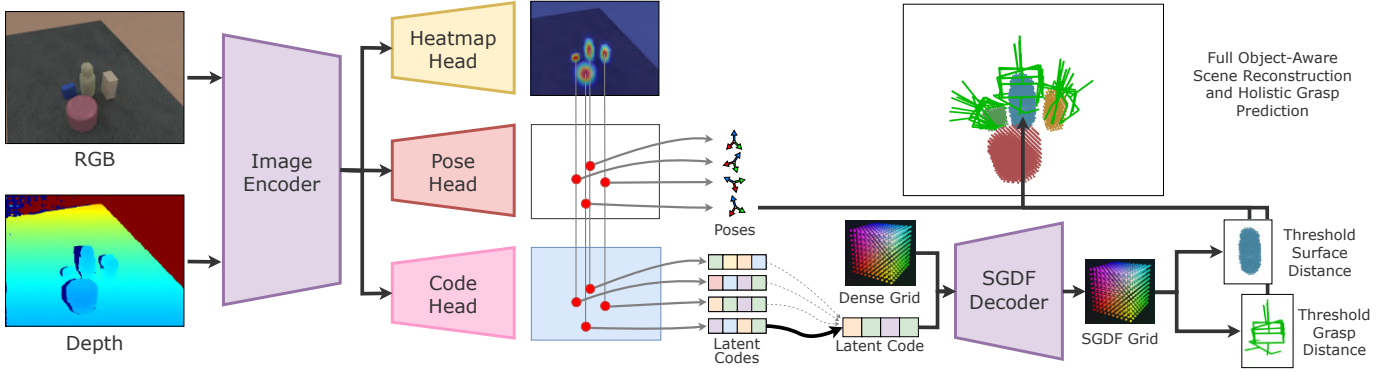 RGB
Depth
Image
Encoder
Heatmap
Head
Pose
Head
Code
Head
Poses
Latent
Codes
Dense Grid
Latent Code
SGDF
Decoder
SGDF Grid
Threshold
Surface
Distance
Threshold
Grasp
Distance
Full Object-Aware
Scene Reconstruction
and Holistic Grasp
Prediction